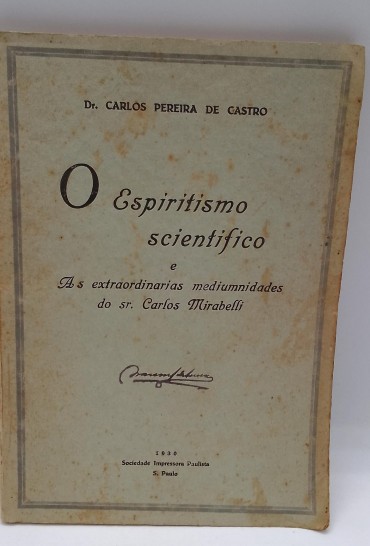 Dr. CARLOS PEREIRA DE CASTRO
O Espiritismo
scientifico
e
As extraordinarias mediumnidades
do sr. Carlos Mirabelli
1930
Sociedade Impressora Paulista
S. Paulo